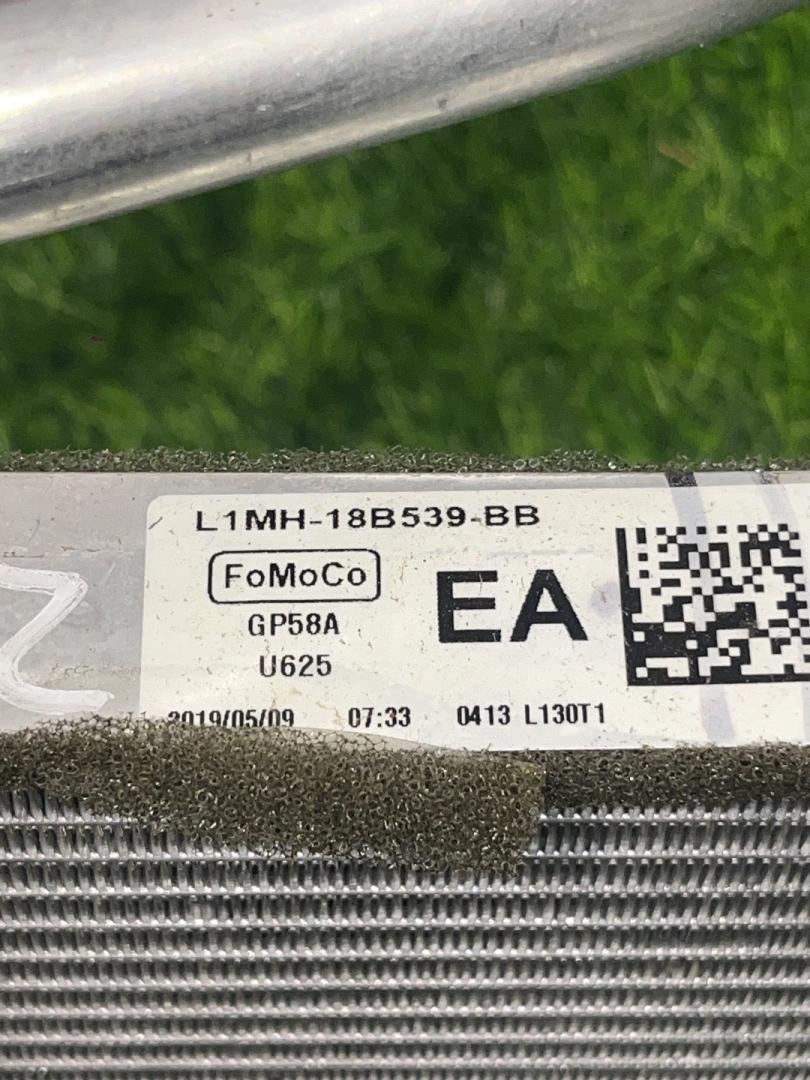 L1MH-18B539-BB
FoMoCo
EA
GP58A
U625
2019/05/09 07:33 0413 L130T1